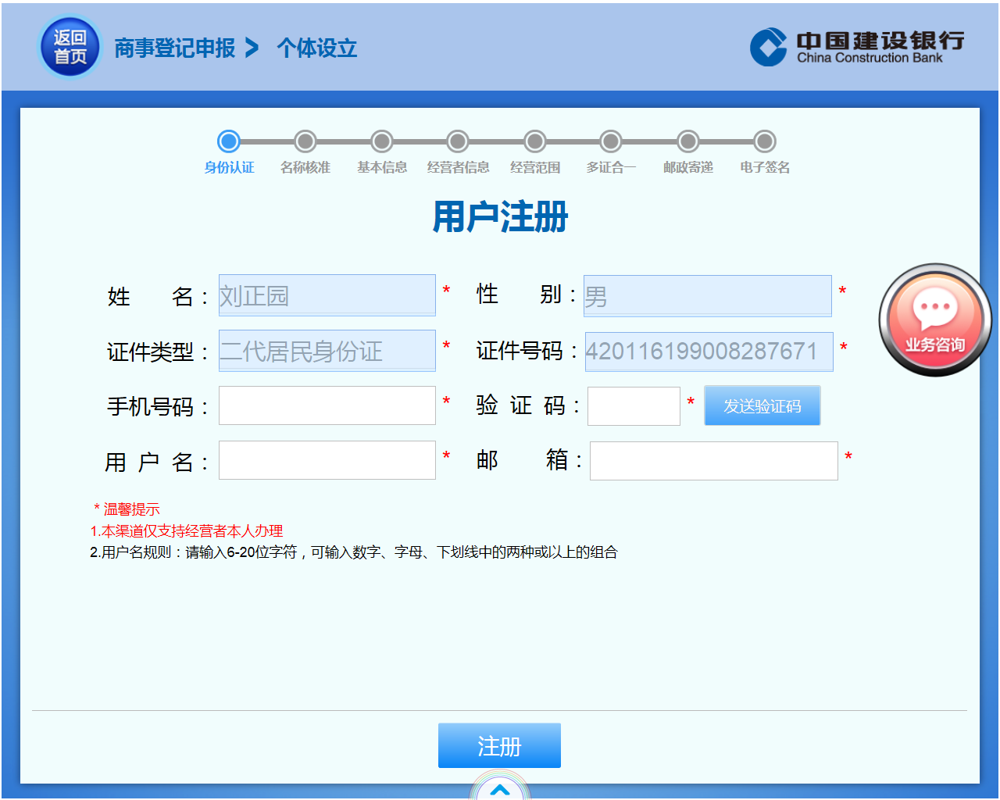 返回
首页
商事登记申报 > 个体设立
中国建设银行
China Construction Bank
身份认证 名称核准 基本信息 经营者信息 经营范围 多证合一 邮政寄递 电子签名
用户注册
姓 名： 刘正园 * 性 别： 男 *
证件类型： 二代居民身份证 * 证件号码： 420116199008287671 *
手机号码： * 验 证 码： * 发送验证码
用 户 名： * 邮 箱： *
业务咨询
* 温馨提示
1.本渠道仅支持经营者本人办理
2.用户名规则：请输入6-20位字符，可输入数字、字母、下划线中的两种或以上的组合
注册